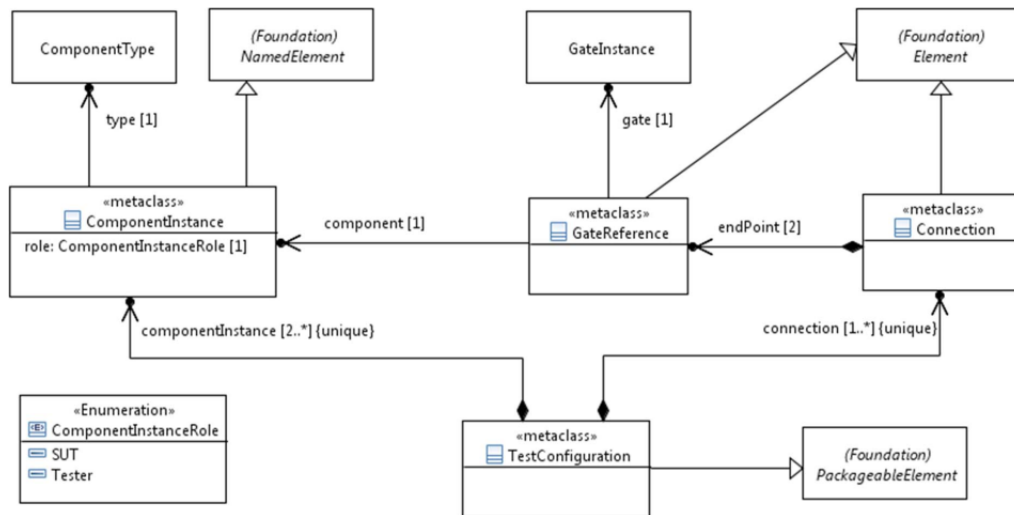 ComponentType
(Foundation)
NamedElement
GateInstance
(Foundation)
Element
type [1]
gate [1]
«metaclass»
ComponentInstance
role: ComponentInstanceRole [1]
component [1]
«metaclass»
GateReference
endPoint [2]
«metaclass»
Connection
componentInstance [2..*] {unique}
connection [1..*] {unique}
«Enumeration»
ComponentInstanceRole
SUT
Tester
«metaclass»
TestConfiguration
(Foundation)
PackageableElement